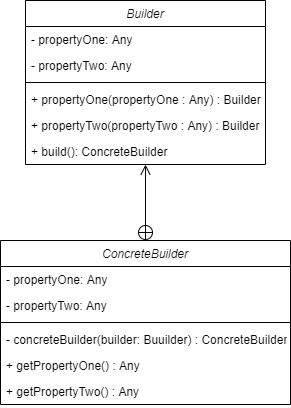 Builder
- propertyOne: Any
- propertyTwo: Any
+ propertyOne(propertyOne : Any) : Builder
+ propertyTwo(propertyTwo : Any) : Builder
+ build(): ConcreteBuilder
ConcreteBuilder
- propertyOne: Any
- propertyTwo: Any
- concreteBuilder(builder: Buuilder) : ConcreteBuilder
+ getPropertyOne() : Any
+ getPropertyTwo() : Any